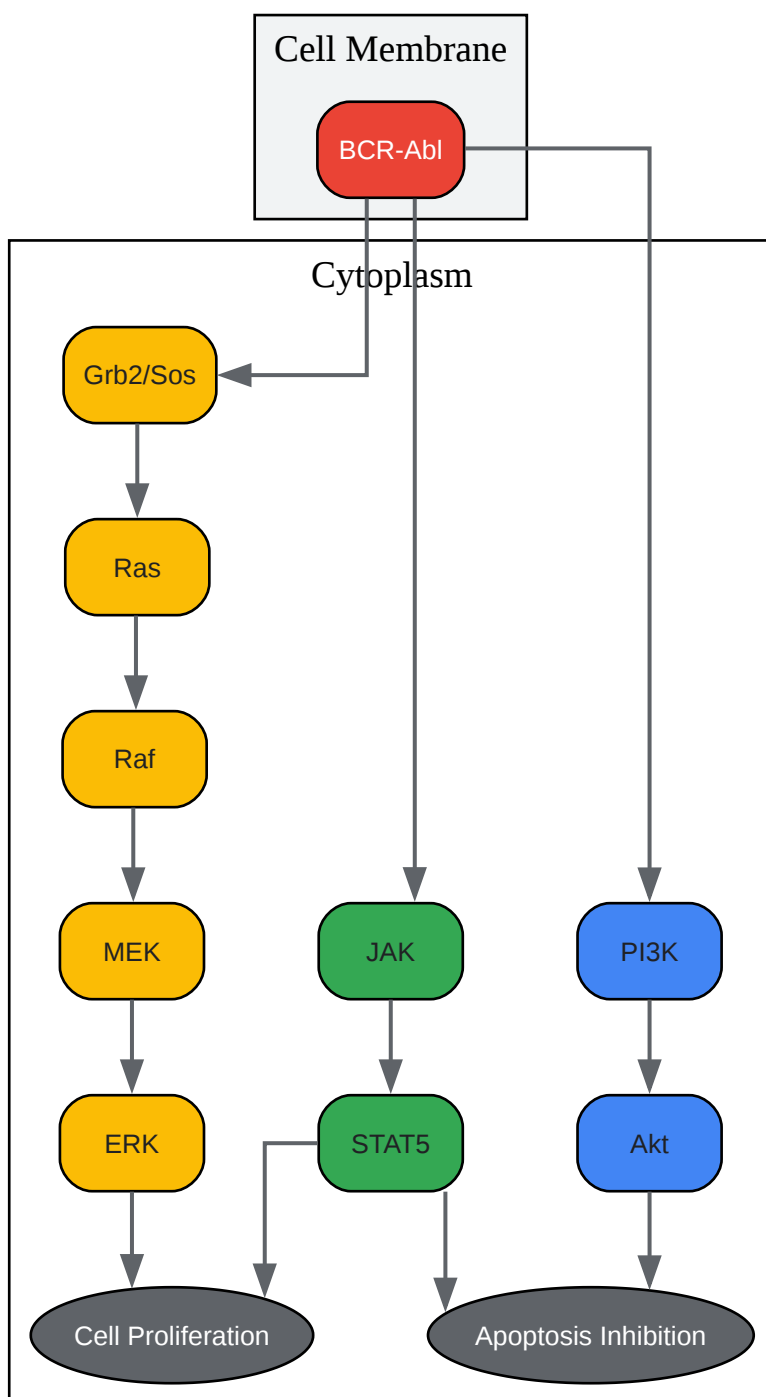 Cell Membrane
BCR-Abl
Cytoplasm
Grb2/Sos
Ras
Raf
MEK
JAK
PI3K
ERK
STAT5
Akt
Cell Proliferation
Apoptosis Inhibition